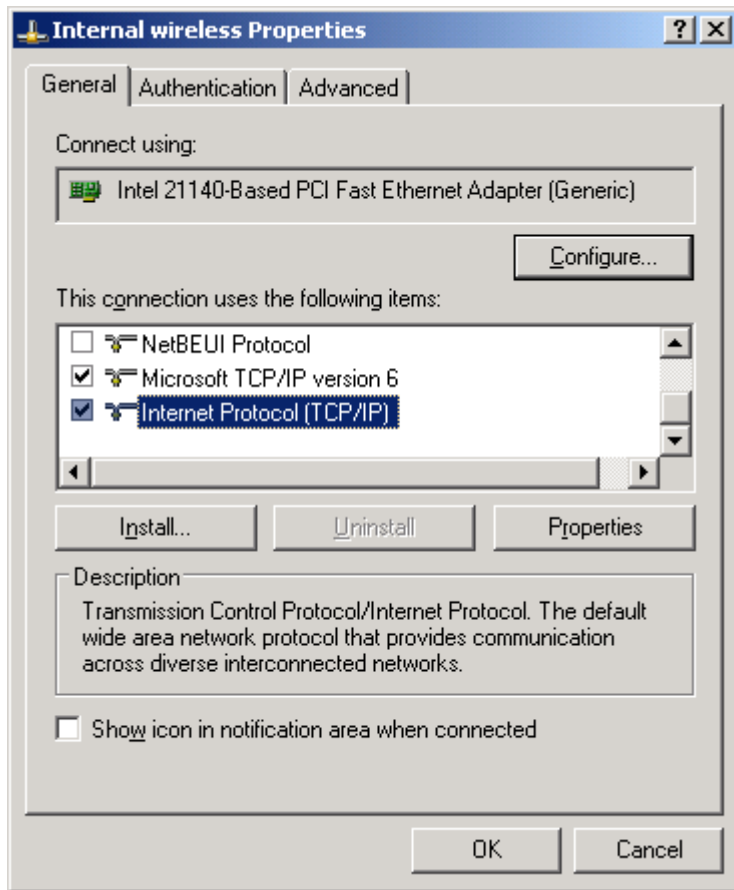 Internal wireless Properties
General Authentication Advanced
Connect using:
Intel 21140-Based PCI Fast Ethernet Adapter (Generic)
Configure...
This connection uses the following items:
NetBEUI Protocol
Microsoft TCP/IP version 6
Internet Protocol (TCP/IP)
Install... Uninstall Properties
Description
Transmission Control Protocol/Internet Protocol. The default
wide area network protocol that provides communication
across diverse interconnected networks.
Show icon in notification area when connected
OK Cancel